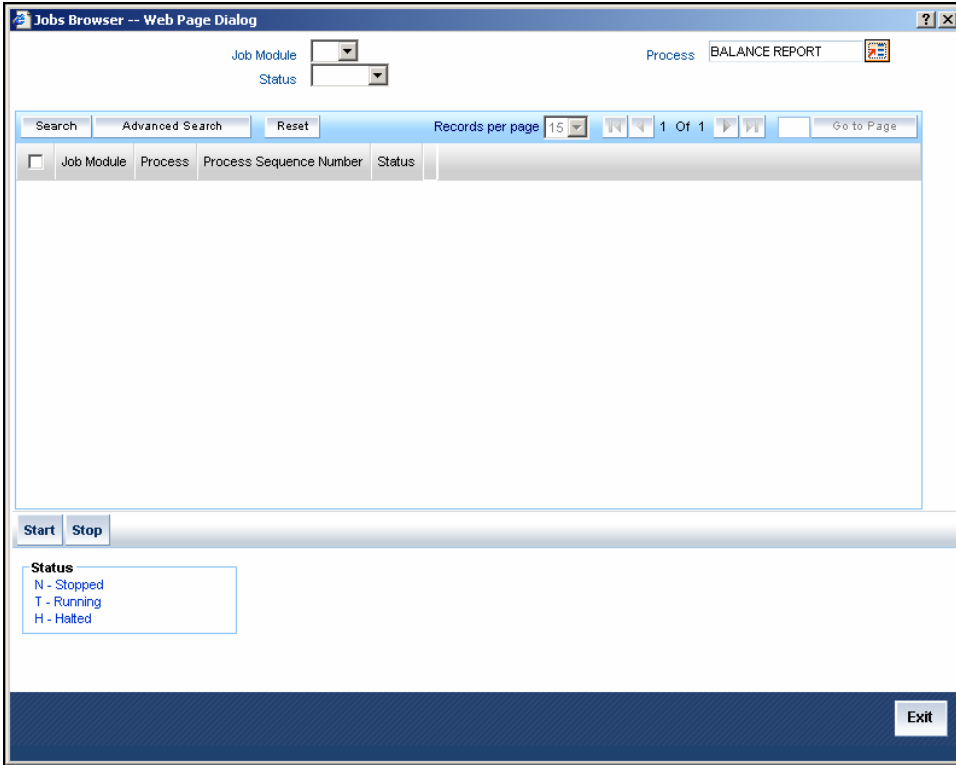 Jobs Browser -- Web Page Dialog
Job Module
Process BALANCE REPORT
Status
Search Advanced Search Reset Records per page 15 1 Of 1 Go to Page
Job Module Process Process Sequence Number Status
Start Stop
Status
N - Stopped
T - Running
H - Halted
Exit